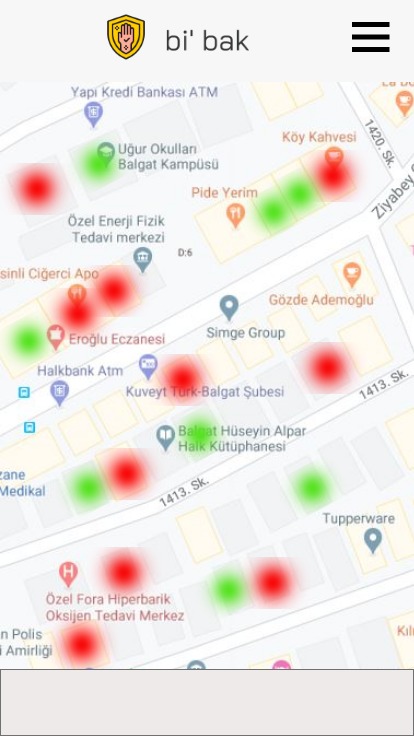 bi' bak
Yapı Kredi Bankası ATM
Uğur Okulları
Balgat Kampüsü
Köy Kahvesi
1420. Sk.
Pide Yerim
Özel Enerji Fizik
Tedavi merkezi
D:6
sinli Ciğerci Apo
Gözde Ademoğlu
Simge Group
Eroğlu Eczanesi
Halkbank Atm
Kuveyt Türk-Balgat Şubesi
1413. Sk.
Balgat Hüseyin Alpar
Halk Kütüphanesi
zane
Medikal
1413. Sk.
Tupperware
Özel Fora Hiperbarik
Oksijen Tedavi Merkez
n Polis
i Amirliği